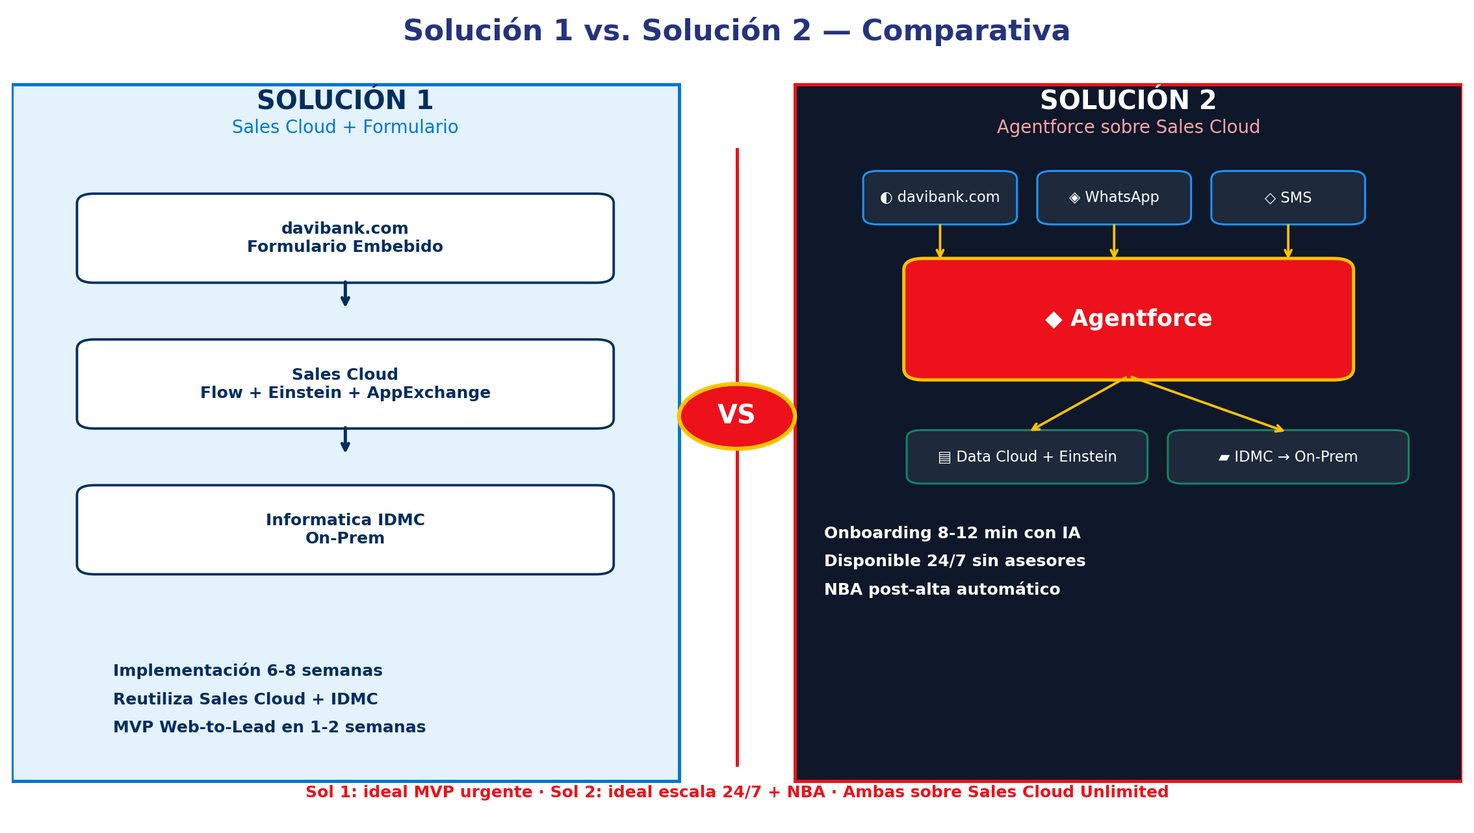 Solución 1 vs. Solución 2 — Comparativa
SOLUCIÓN 1
Sales Cloud + Formulario
davibank.com
Formulario Embebido
Sales Cloud
Flow + Einstein + AppExchange
Informatica IDMC
On-Prem
Implementación 6-8 semanas
Reutiliza Sales Cloud + IDMC
MVP Web-to-Lead en 1-2 semanas
VS
SOLUCIÓN 2
Agentforce sobre Sales Cloud
◐ davibank.com
◈ WhatsApp
◇ SMS
◆ Agentforce
▤ Data Cloud + Einstein
▰ IDMC → On-Prem
Onboarding 8-12 min con IA
Disponible 24/7 sin asesores
NBA post-alta automático
Sol 1: ideal MVP urgente · Sol 2: ideal escala 24/7 + NBA · Ambas sobre Sales Cloud Unlimited